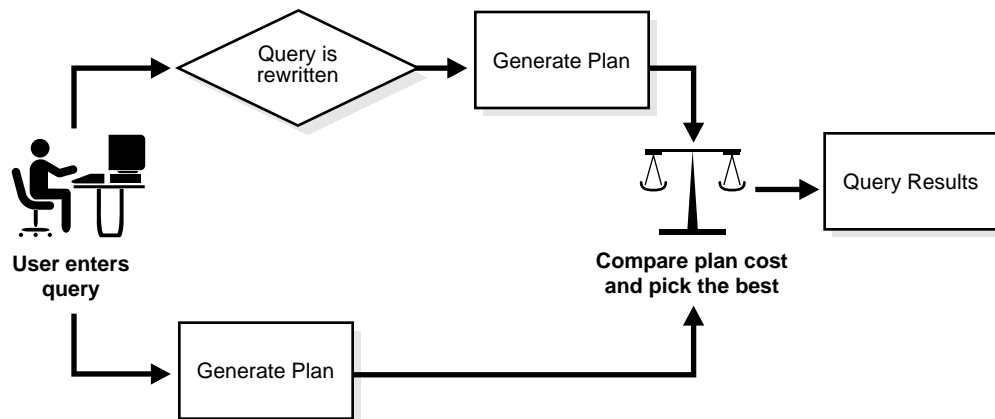 Query is
rewritten
Generate Plan
Query Results
User enters
query
Compare plan cost
and pick the best
Generate Plan